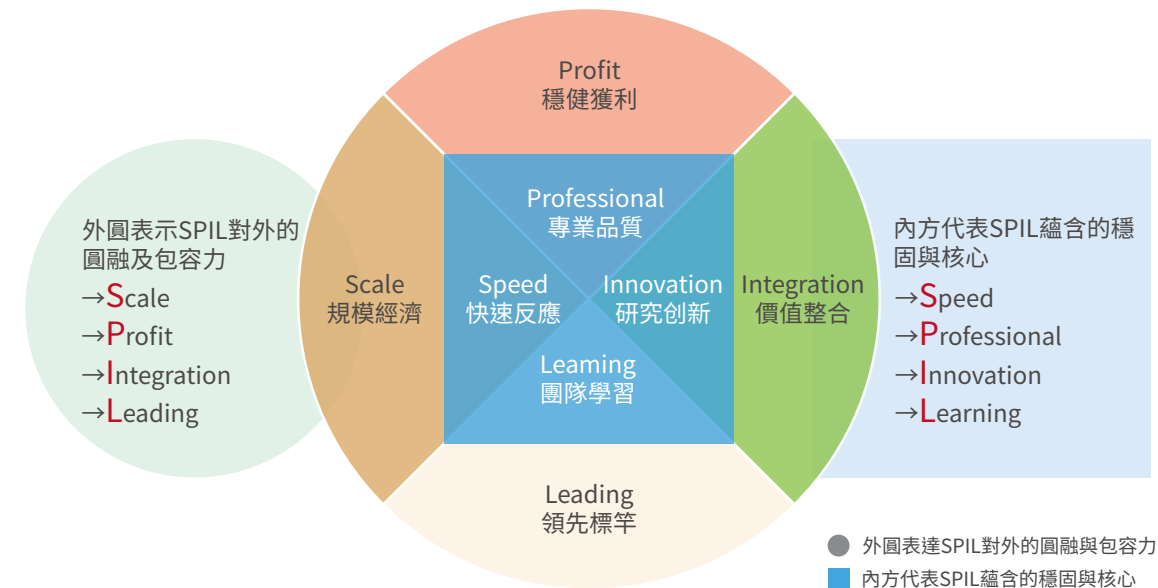 Profit
穩健獲利
Professional
專業品質
Scale
規模經濟
Speed
快速反應
Innovation
研究创新
Integration
價值整合
Leaming
團隊學習
Leading
領先標竿
外圓表示SPIL對外的
圓融及包容力
→Scale
→Profit
→Integration
→Leading
內方代表SPIL蘊含的穩
固與核心
→Speed
→Professional
→Innovation
→Learning
外圓表達SPIL對外的圓融與包容力
內方代表SPIL蘊含的穩固與核心